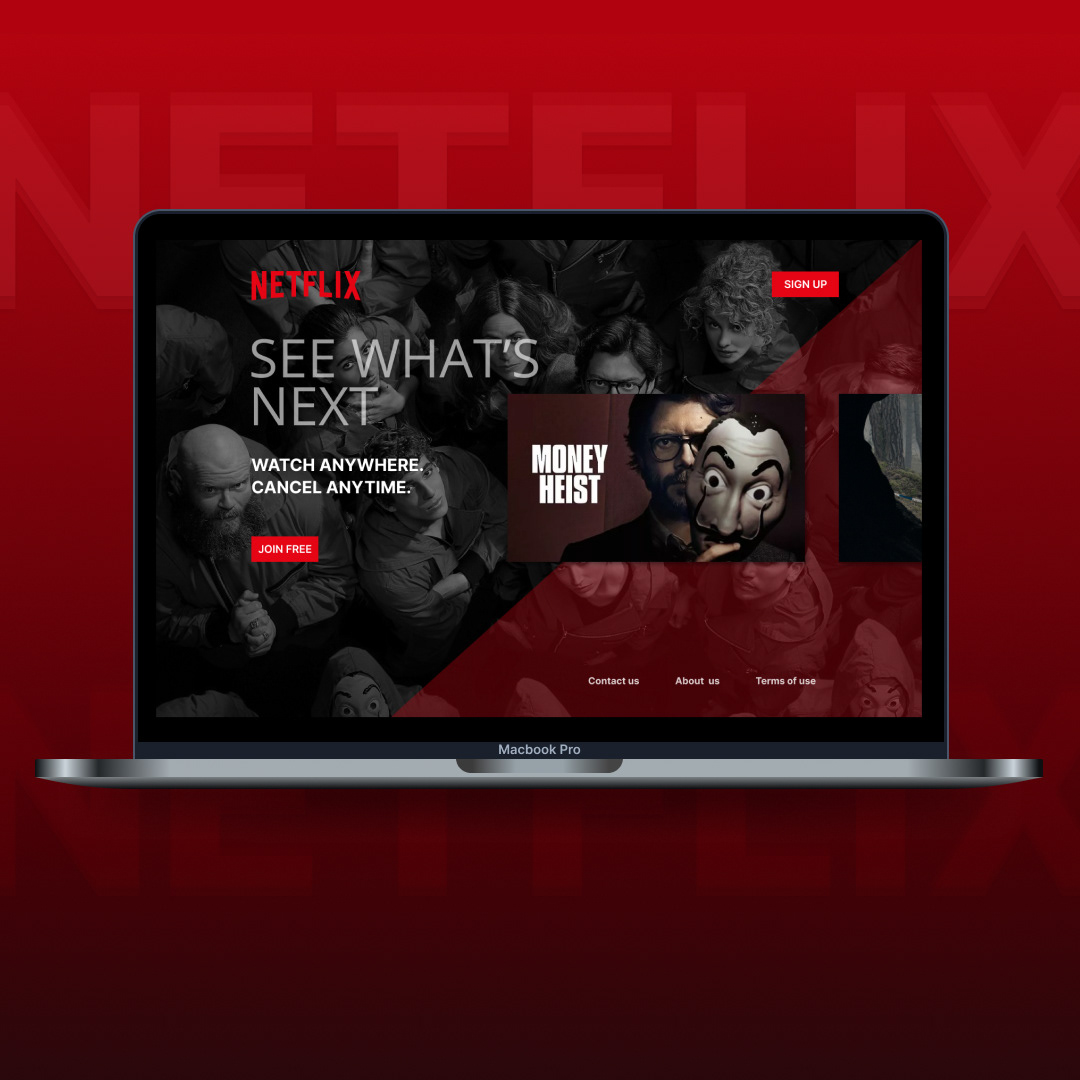 NETFLIX
NETFLIX
SIGN UP
SEE WHAT'S
NEXT
WATCH ANYWHERE.
CANCEL ANYTIME.
JOIN FREE
MONEY
HEIST
Contact us
About  us
Terms of use
Macbook Pro
NETFLIX